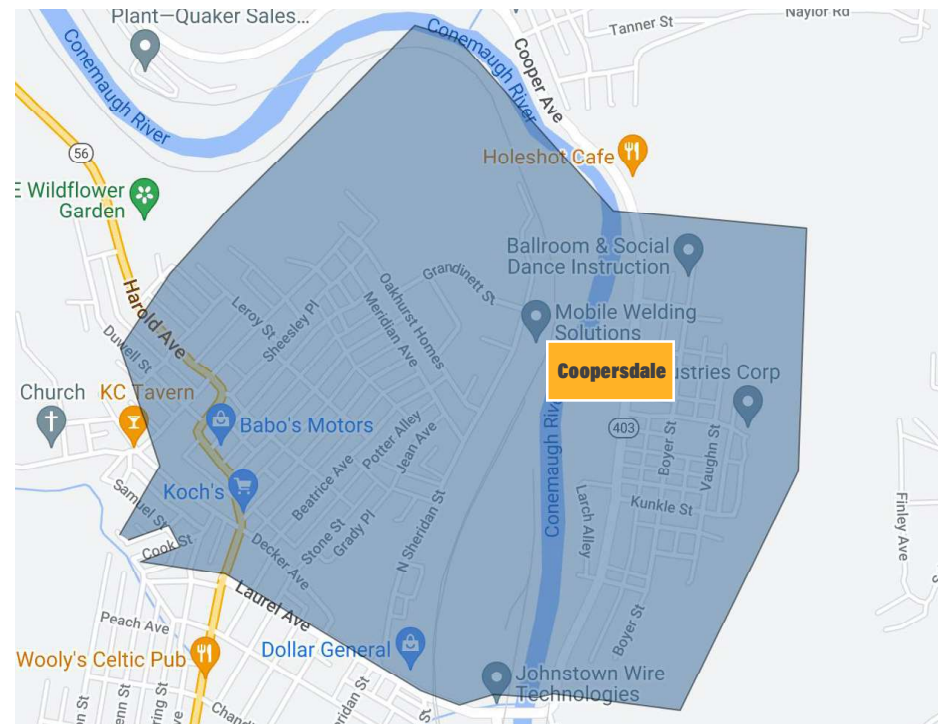 Plant—Quaker Sales...
Tanner St
Naylor Rd
Conemaugh River
Conemaugh River
Cooper Ave
56
Holeshot Cafe
E Wildflower
Garden
Ballroom & Social
Dance Instruction
Grandinett St
Oakhurst Homes
Meridian Ave
Harold Ave
Leroy St
Sheesley Pl
Mobile Welding
Solutions
Duwell St
Coopersdale
ustries Corp
Church
KC Tavern
Babo's Motors
Potter Alley
Jean Ave
403
Boyer St
Vaughn St
Koch's
Beatrice Ave
Conemaugh Rive
Samuel St
Stone St
Grady Pl
N Sheridan St
Larch Alley
Kunkle St
Finley Ave
Cook St
Decker Ave
Laurel Ave
Peach Ave
Boyer St
Dollar General
Wooly's Celtic Pub
Johnstown Wire
Technologies